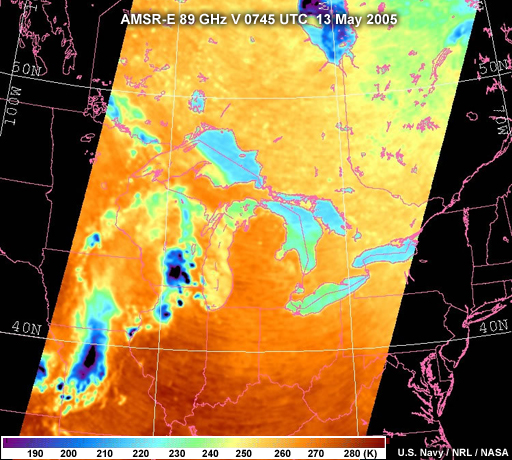 AMSR-E 89 GHz V 0745 UTC 13 May 2005
50N
50N
100W
70W
40N
40N
190 200 210 220 230 240 250 260 270 280 (K)
U.S. Navy / NRL / NASA